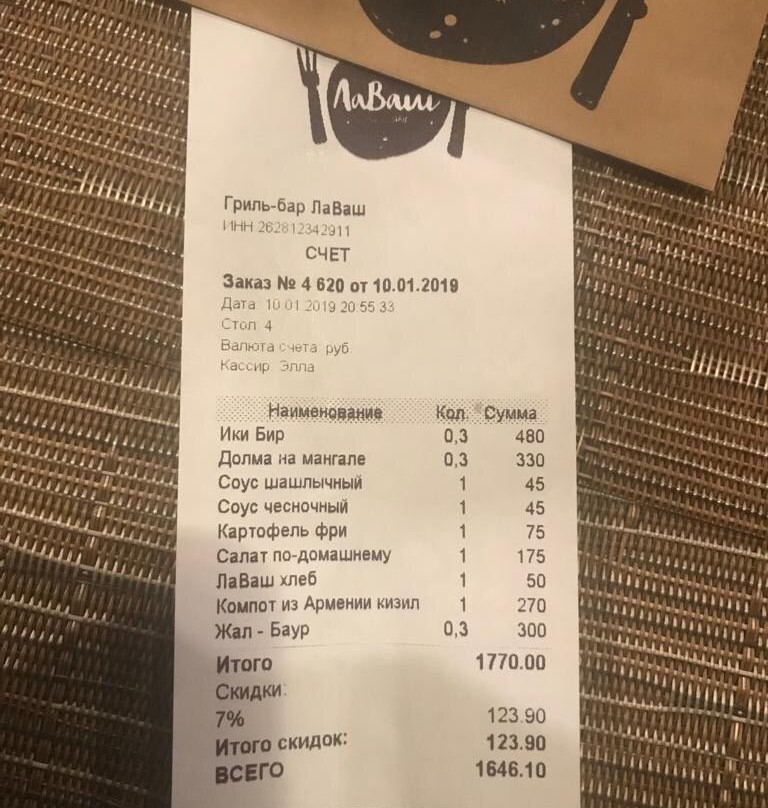 ЛаВаш
Гриль-бар ЛаВаш
ИНН 262812342911
СЧЕТ
Заказ № 4 620 от 10.01.2019
Дата: 10.01.2019 20:55:33
Стол: 4
Валюта счета: руб.
Кассир: Элла
Наименование Кол. Сумма
Ики Бир 0,3 480
Долма на мангале 0,3 330
Соус шашлычный 1 45
Соус чесночный 1 45
Картофель фри 1 75
Салат по-домашнему 1 175
ЛаВаш хлеб 1 50
Компот из Армении кизил 1 270
Жал - Баур 0,3 300
Итого 1770.00
Скидки:
7% 123.90
Итого скидок: 123.90
ВСЕГО 1646.10